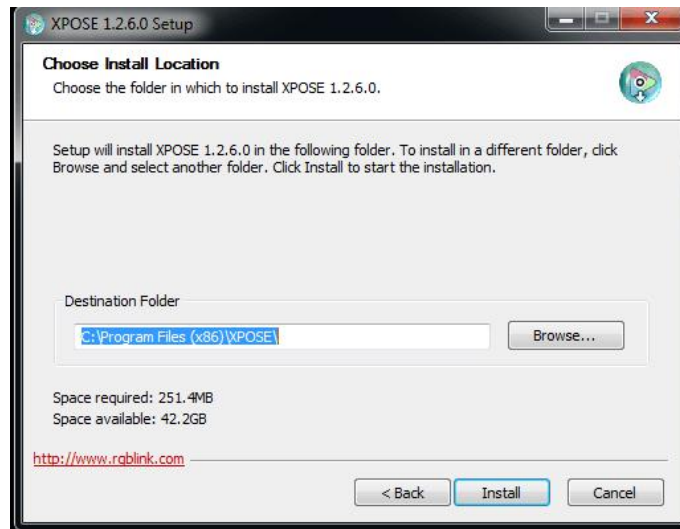 XPOSE 1.2.6.0 Setup
Choose Install Location
Choose the folder in which to install XPOSE 1.2.6.0.
Setup will install XPOSE 1.2.6.0 in the following folder. To install in a different folder, click
Browse and select another folder. Click Install to start the installation.
Destination Folder
C:\Program Files (x86)\XPOSE\
Browse...
Space required: 251.4MB
Space available: 42.2GB
http://www.rgblink.com
< Back
Install
Cancel